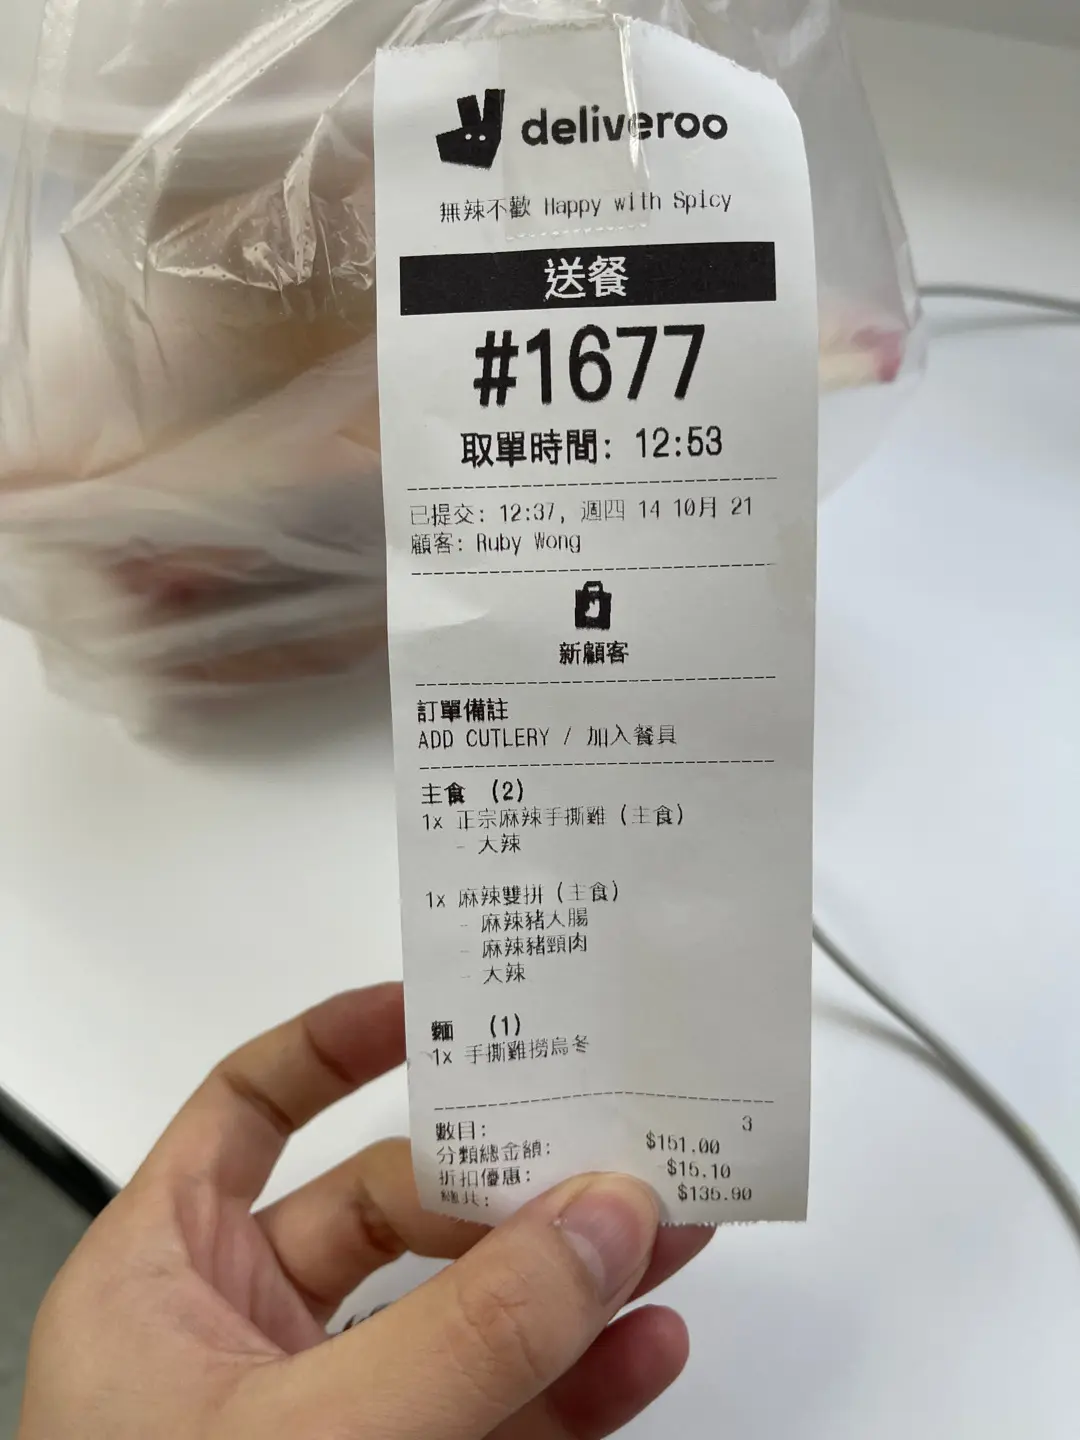 deliveroo
無辣不歡 Happy with Spicy
送餐
#1677
取單時間: 12:53
已提交: 12:37, 週四 14 10月 21
顧客: Ruby Wong
新顧客
訂單備註
ADD CUTLERY / 加入餐具
主食 (2)
1x 正宗麻辣手撕雞 (主食)
- 大辣
1x 麻辣雙拼 (主食)
- 麻辣豬大腸
- 麻辣豬頸肉
- 大辣
麵 (1)
1x 手撕雞撈烏冬
數目: 3
分類總金額: $151.00
折扣優惠: $15.10
總共: $135.90